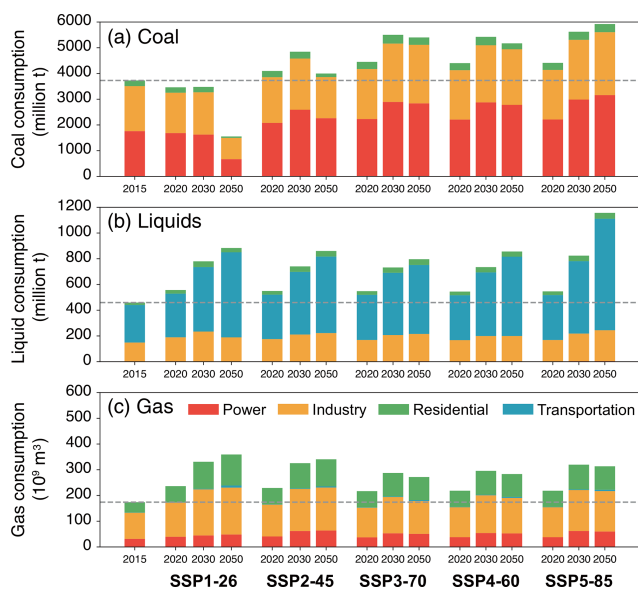 (a) Coal
Coal consumption
(million t)
6000
5000
4000
3000
2000
1000
0
2015 2020 2030 2050 2020 2030 2050 2020 2030 2050 2020 2030 2050 2020 2030 2050
(b) Liquids
Liquid consumption
(million t)
1200
1000
800
600
400
200
0
2015 2020 2030 2050 2020 2030 2050 2020 2030 2050 2020 2030 2050 2020 2030 2050
(c) Gas
Power Industry Residential Transportation
Gas consumption
(10⁹ m³)
600
500
400
300
200
100
0
2015 2020 2030 2050 2020 2030 2050 2020 2030 2050 2020 2030 2050 2020 2030 2050
SSP1-26 SSP2-45 SSP3-70 SSP4-60 SSP5-85